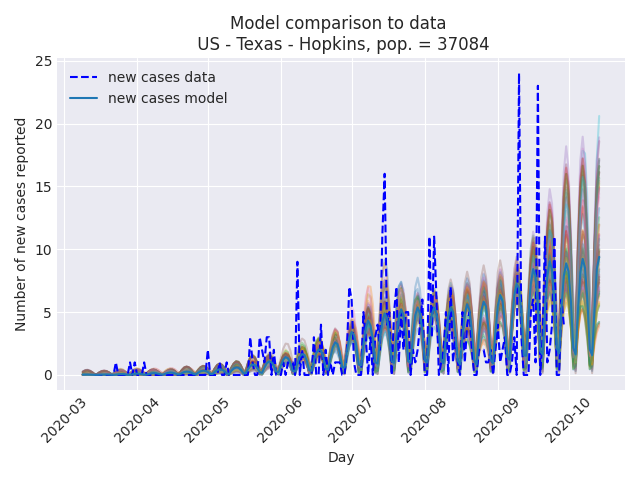 Model comparison to data
US - Texas - Hopkins, pop. = 37084
new cases data
new cases model
Number of new cases reported
25
20
15
10
5
0
2020-03
2020-04
2020-05
2020-06
2020-07
2020-08
2020-09
2020-10
Day